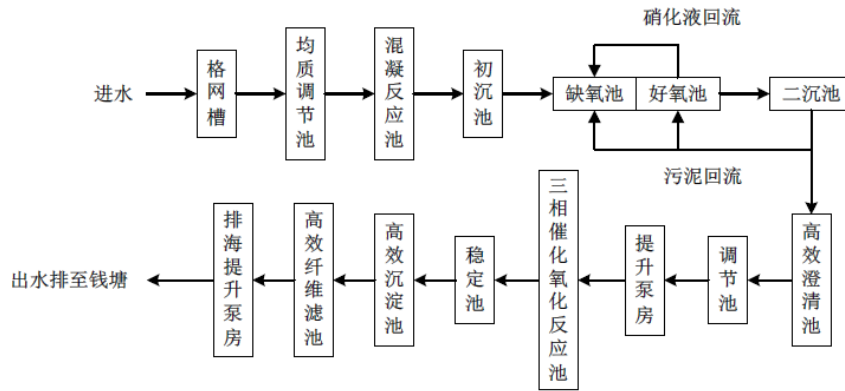 硝化液回流
进水
格网槽
均质调节池
混凝反应池
初沉池
缺氧池
好氧池
二沉池
污泥回流
出水排至钱塘
排海提升泵房
高效纤维滤池
高效沉淀池
稳定池
三相催化氧化反应池
提升泵房
调节池
高效澄清池